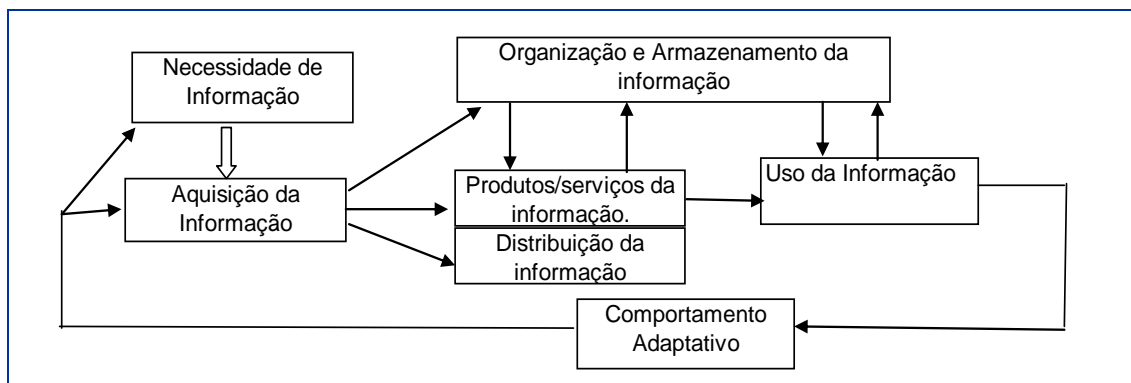 Necessidade de
Informação
Organização e Armazenamento da
informação
Aquisição da
Informação
Produtos/serviços da
informação.
Uso da Informação
Distribuição da
informação
Comportamento
Adaptativo